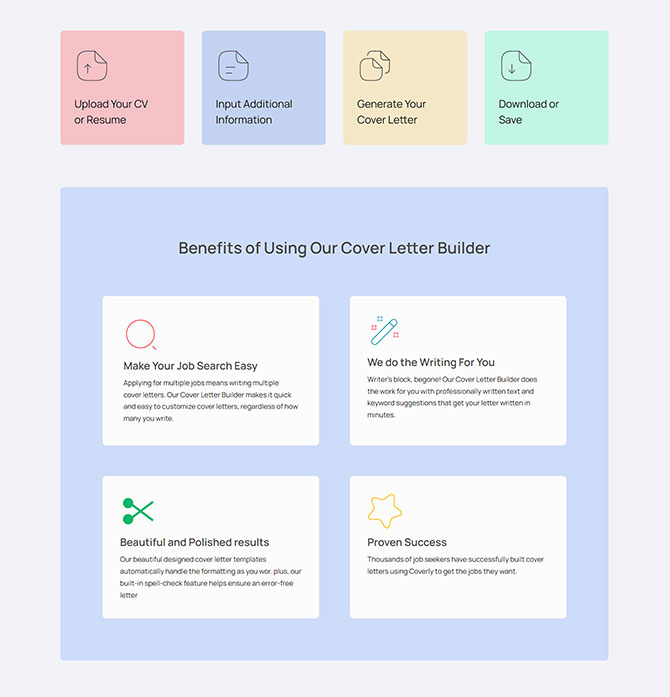 Upload Your CV
or Resume
Input Additional
Information
Generate Your
Cover Letter
Download or
Save
Benefits of Using Our Cover Letter Builder
Make Your Job Search Easy
Applying for multiple jobs means writing multiple
cover letters. Our Cover Letter Builder makes it quick
and easy to customize cover letters, regardless of how
many you write.
We do the Writing For You
Writer's block, begone! Our Cover Letter Builder does
the work for you with professionally written text and
keyword suggestions that get your letter written in
minutes.
Beautiful and Polished results
Our beautiful designed cover letter templates
automatically handle the formatting as you wor. plus, our
built-in spell-check feature helps ensure an error-free
letter
Proven Success
Thousands of job seekers have successfully built cover
letters using Coverly to get the jobs they want.